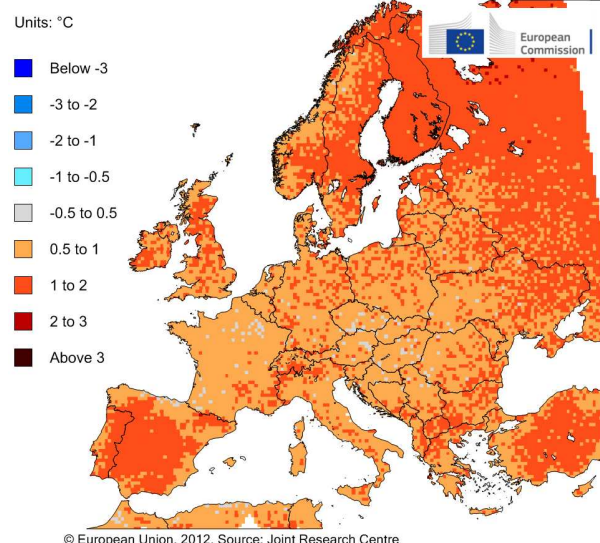 Units: °C
European
Commission
Below -3
-3 to -2
-2 to -1
-1 to -0.5
-0.5 to 0.5
0.5 to 1
1 to 2
2 to 3
Above 3
© European Union, 2012. Source: Joint Research Centre